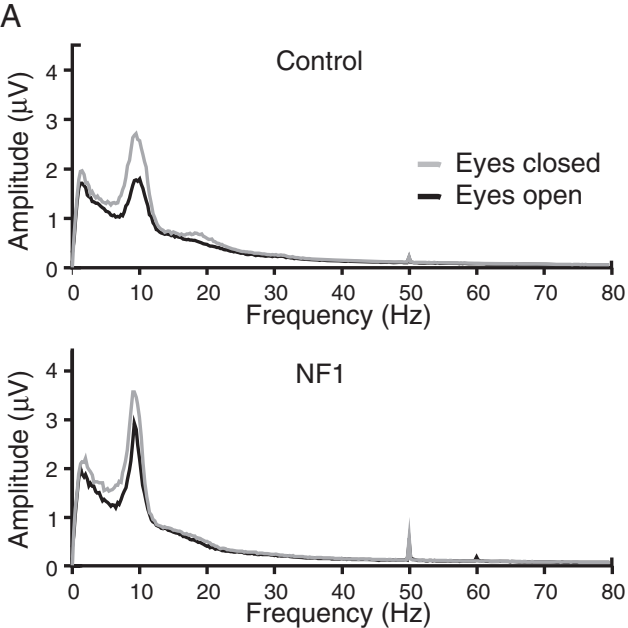 A
Control
Amplitude (μV)
4
3
2
1
0
Eyes closed
Eyes open
0 10 20 30 40 50 60 70 80
Frequency (Hz)
NF1
Amplitude (μV)
4
3
2
1
0
0 10 20 30 40 50 60 70 80
Frequency (Hz)